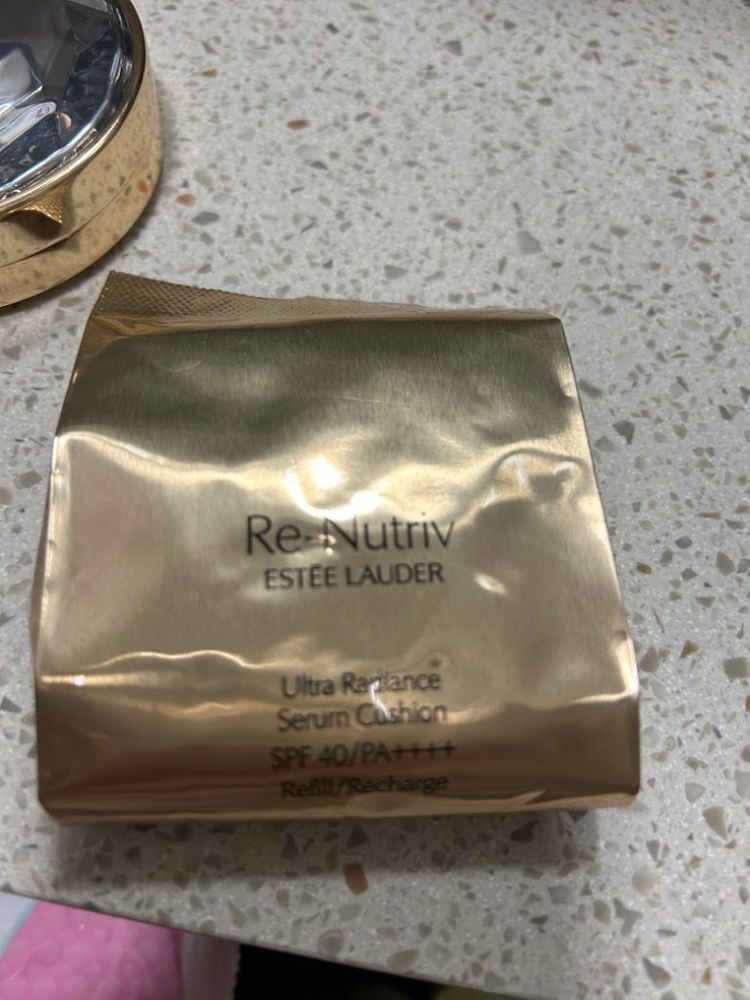 Re-Nutriv
ESTĒE LAUDER
Ultra Radiance
Serum Cushion
SPF 40/PA++++
Refill/Recharge